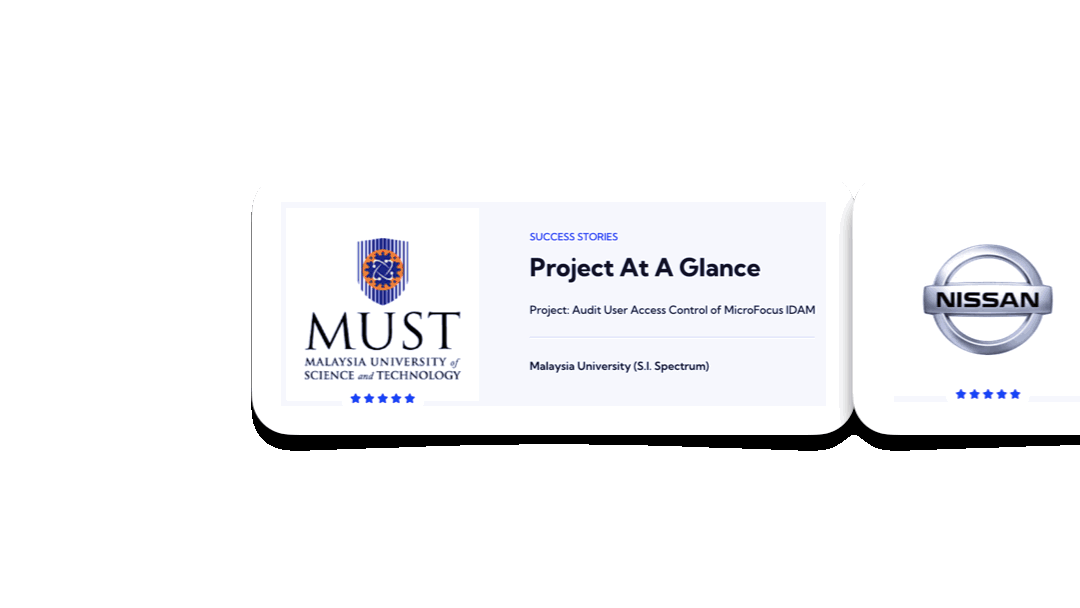 SUCCESS STORIES
Project At A Glance
Project: Audit User Access Control of MicroFocus IDAM
Malaysia University (S.I. Spectrum)
MUST
MALAYSIA UNIVERSITY of
SCIENCE and TECHNOLOGY
NISSAN